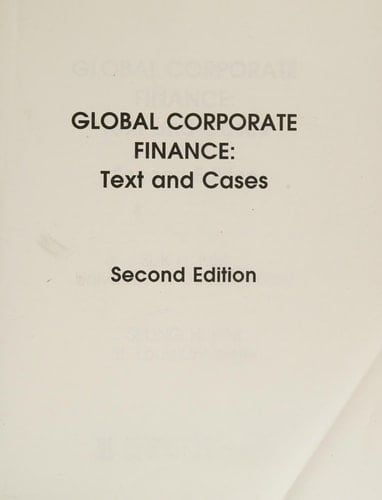 GLOBAL CORPORATE
FINANCE:
Text and Cases
Second Edition